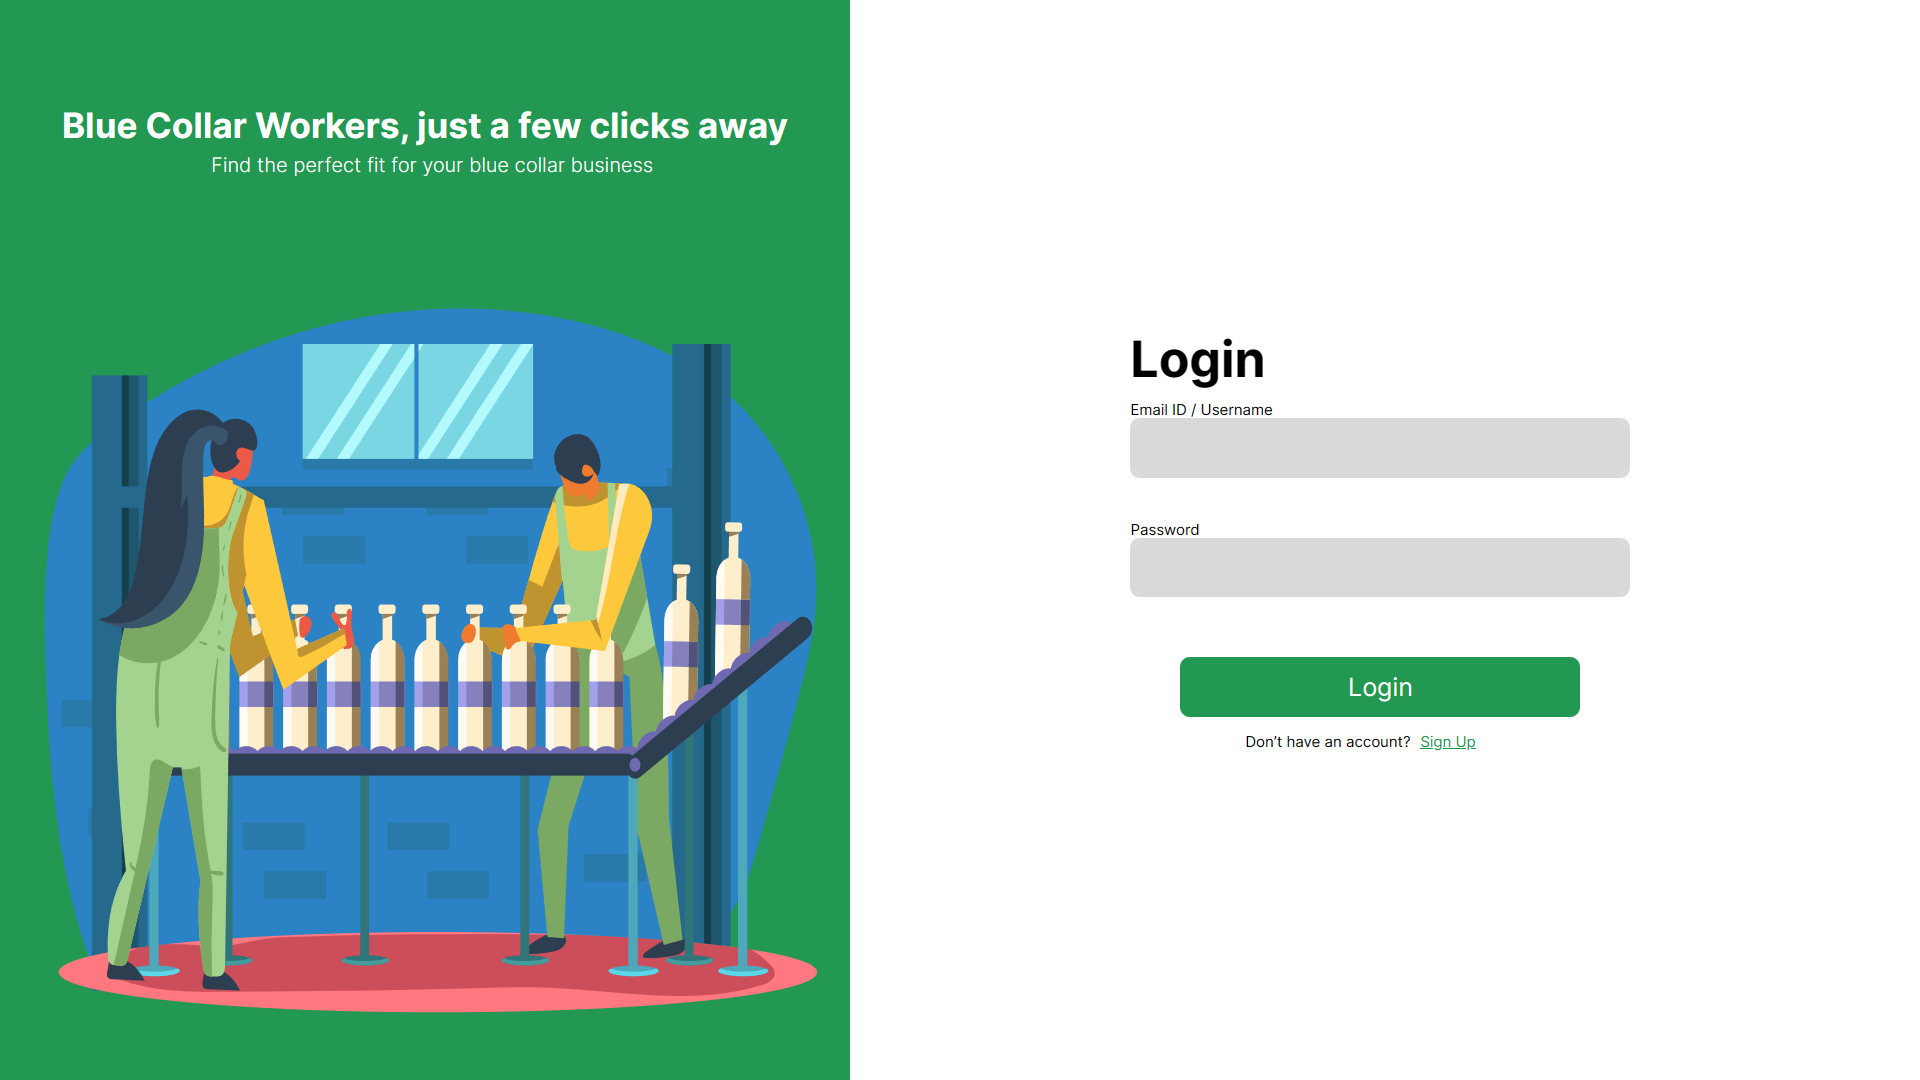 Blue Collar Workers, just a few clicks away
Find the perfect fit for your blue collar business
Login
Email ID / Username
Password
Login
Don't have an account? Sign Up